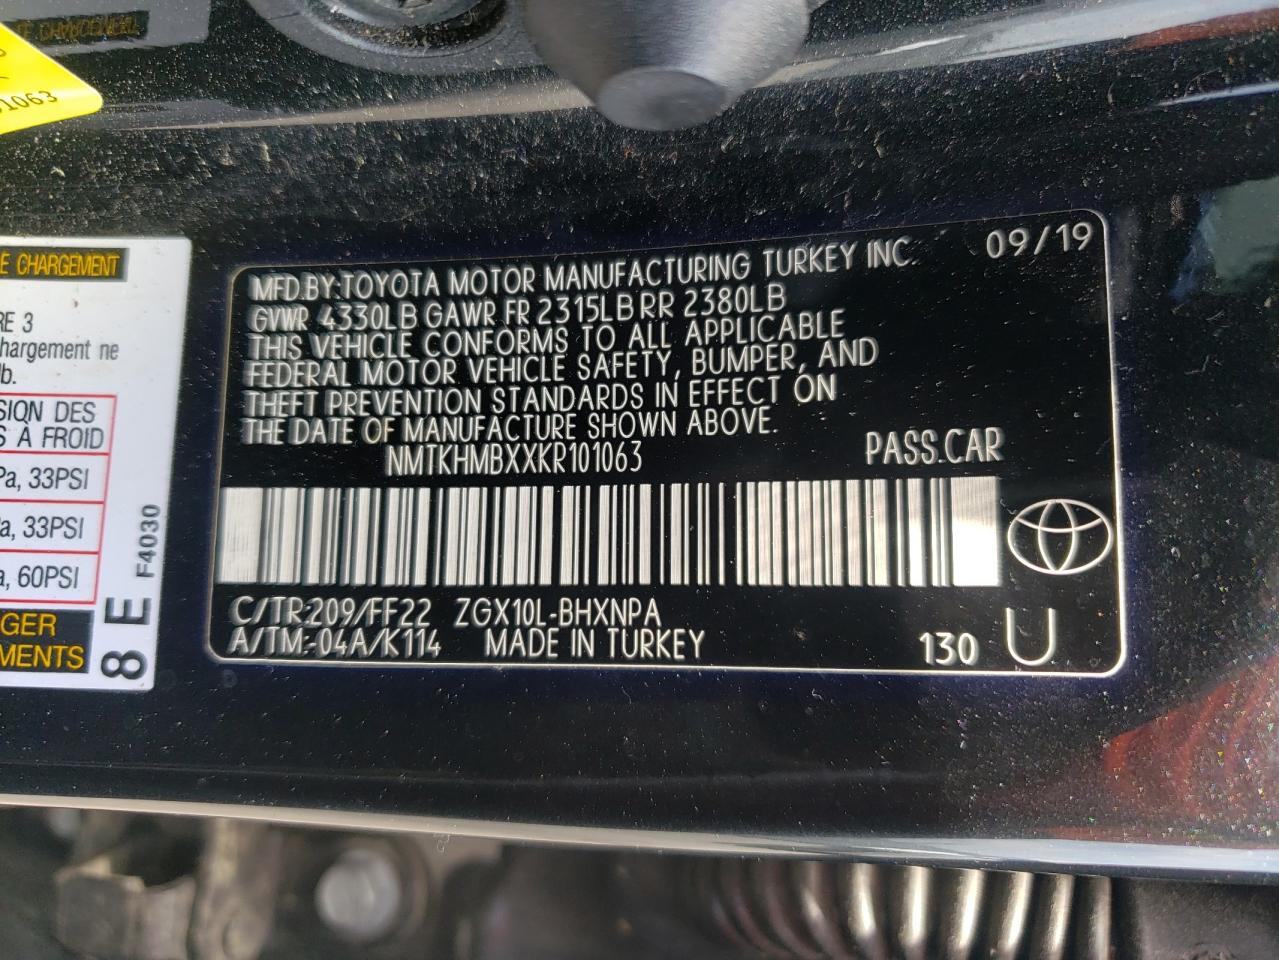 1063
E CHARGEMENT
RE 3
chargement ne
lb.
SION DES
S À FROID
Pa, 33PSI
a, 33PSI
a, 60PSI
GER
MENTS
8 E F4030
MFD.BY:TOYOTA MOTOR MANUFACTURING TURKEY INC. 09/19
GVWR 4330LB GAWR FR 2315LB RR 2380LB
THIS VEHICLE CONFORMS TO ALL APPLICABLE
FEDERAL MOTOR VEHICLE SAFETY, BUMPER, AND
THEFT PREVENTION STANDARDS IN EFFECT ON
THE DATE OF MANUFACTURE SHOWN ABOVE.
NMTKHMBXXKR101063 PASS.CAR
C/TR:209/FF22 ZGX10L-BHXNPA
A/TM:-04A/K114 MADE IN TURKEY 130 U